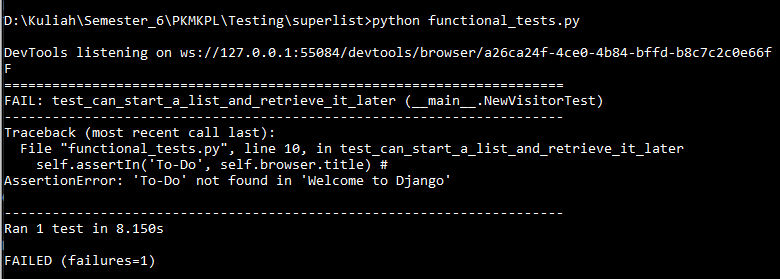 D:\Kuliah\Semester_6\PKMKPL\Testing\superlist>python functional_tests.py
DevTools listening on ws://127.0.0.1:55084/devtools/browser/a26ca24f-4ce0-4b84-bffd-b8c7c2c0e66f
F
======================================================================
FAIL: test_can_start_a_list_and_retrieve_it_later (__main__.NewVisitorTest)
----------------------------------------------------------------------
Traceback (most recent call last):
  File "functional_tests.py", line 10, in test_can_start_a_list_and_retrieve_it_later
    self.assertIn('To-Do', self.browser.title) #
AssertionError: 'To-Do' not found in 'Welcome to Django'
----------------------------------------------------------------------
Ran 1 test in 8.150s
FAILED (failures=1)